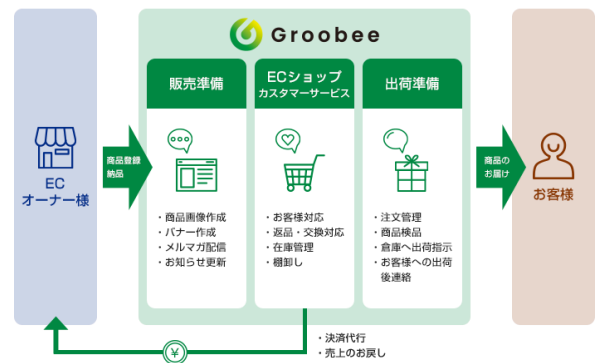 Groobee
EC
オーナー様
商品登録
納品
販売準備
・商品画像作成
・バナー作成
・メルマガ配信
・お知らせ更新
ECショップ
カスタマーサービス
・お客様対応
・返品・交換対応
・在庫管理
・棚卸し
出荷準備
・注文管理
・商品検品
・倉庫へ出荷指示
・お客様への出荷
後連絡
商品の
お届け
お客様
¥
・決済代行
・売上のお戻し